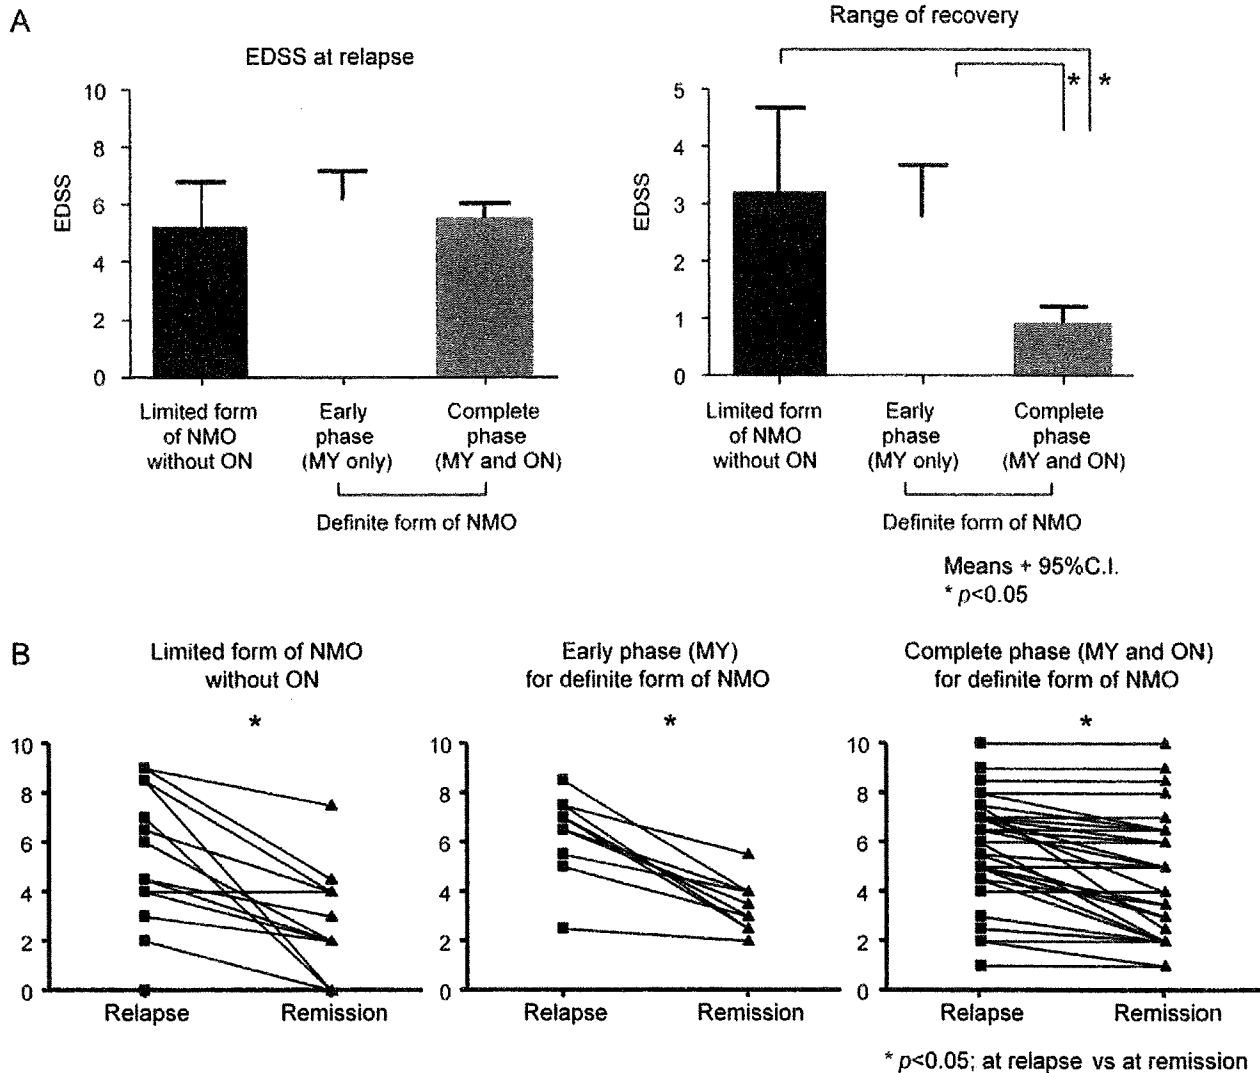 A
EDSS at relapse
10
8
6
4
2
0
EDSS
Limited form
of NMO
without ON
Early
phase
(MY only)
Complete
phase
(MY and ON)
Definite form of NMO
Range of recovery
* *
5
4
3
2
1
0
EDSS
Limited form
of NMO
without ON
Early
phase
(MY only)
Complete
phase
(MY and ON)
Definite form of NMO
Means + 95%C.I.
* p<0.05
B
Limited form of NMO
without ON
*
10
8
6
4
2
0
Relapse Remission
Early phase (MY)
for definite form of NMO
*
10
8
6
4
2
0
Relapse Remission
Complete phase (MY and ON)
for definite form of NMO
*
10
8
6
4
2
0
Relapse Remission
* p<0.05; at relapse vs at remission